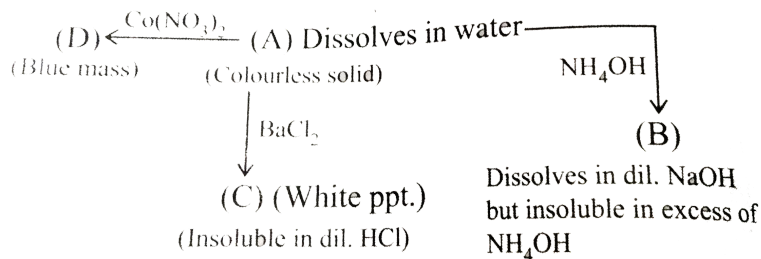 (D) Co(NO₃)₂ (A) Dissolves in water
(Blue mass) (Colourless solid) NH₄OH
BaCl₂
(B)
(C) (White ppt.)
(Insoluble in dil. HCl)
Dissolves in dil. NaOH
but insoluble in excess of
NH₄OH